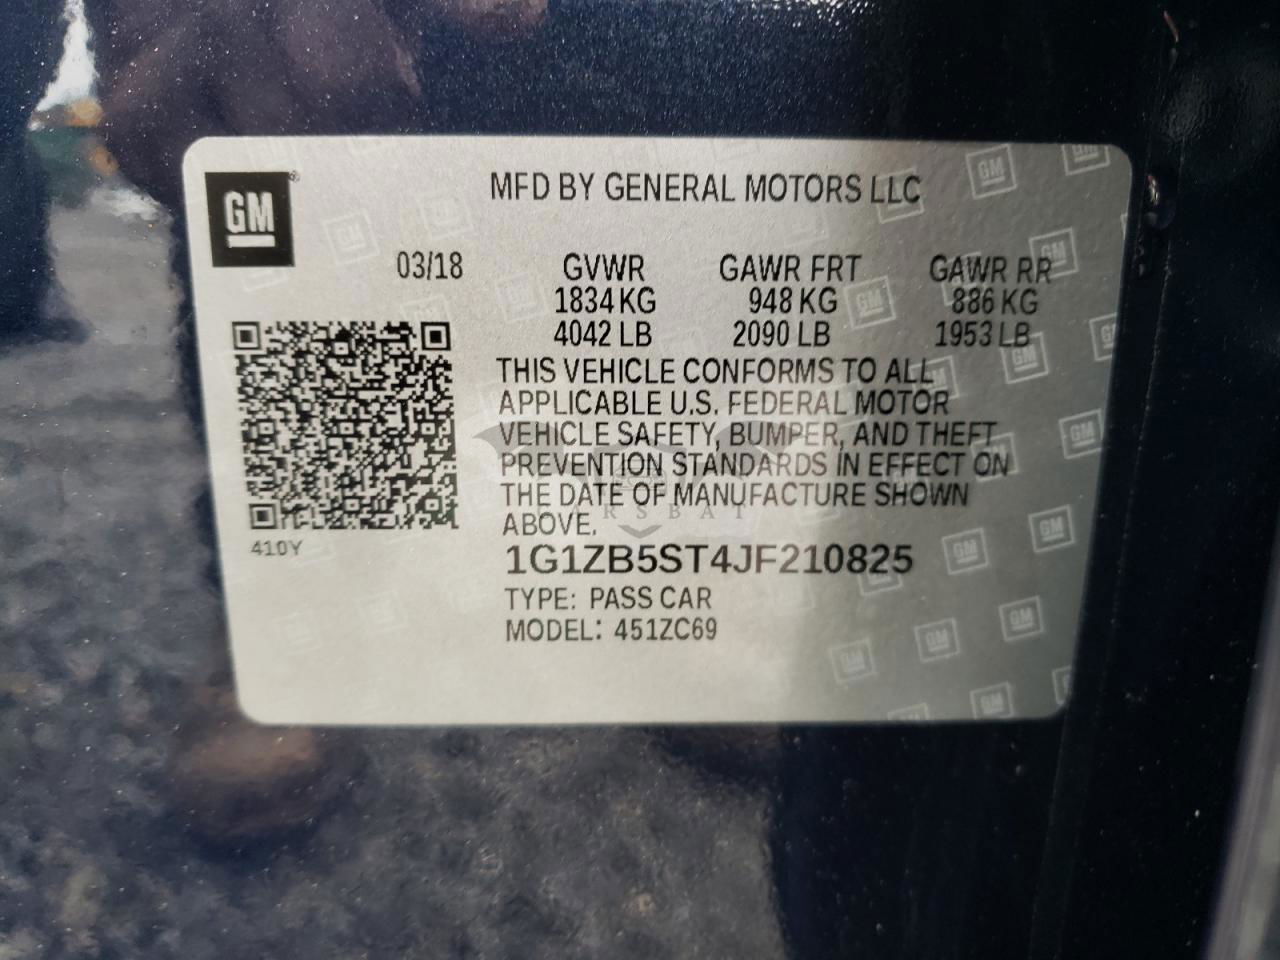 GM
MFD BY GENERAL MOTORS LLC
03/18 GVWR GAWR FRT GAWR RR
1834 KG 948 KG 886 KG
4042 LB 2090 LB 1953 LB
THIS VEHICLE CONFORMS TO ALL
APPLICABLE U.S. FEDERAL MOTOR
VEHICLE SAFETY, BUMPER, AND THEFT
PREVENTION STANDARDS IN EFFECT ON
THE DATE OF MANUFACTURE SHOWN
ABOVE.
CARSBAT
410Y
1G1ZB5ST4JF210825
TYPE: PASS CAR
MODEL: 451ZC69